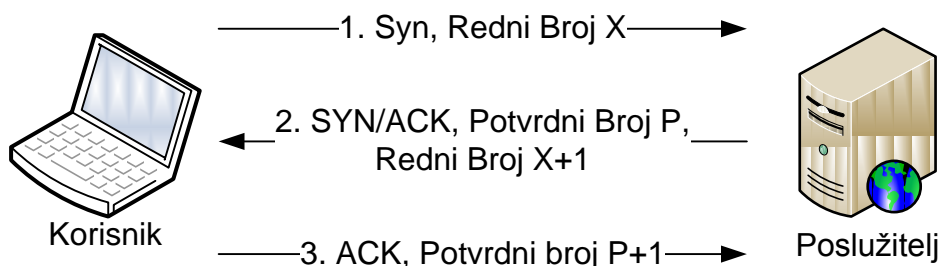 1. Syn, Redni Broj X
2. SYN/ACK, Potvrdni Broj P,
Redni Broj X+1
Korisnik
3. ACK, Potvrdni broj P+1
Poslužitelj